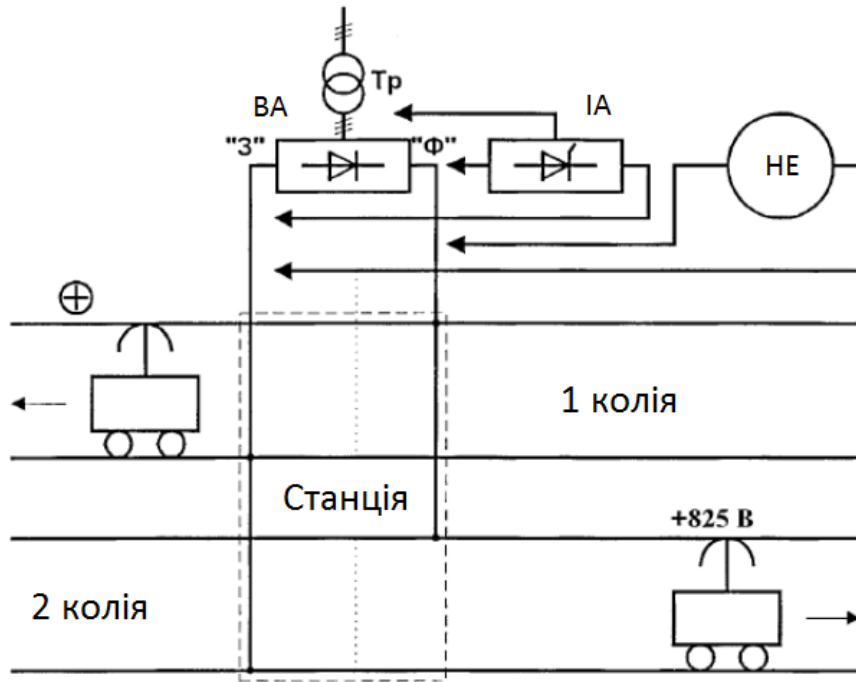 Тр
ВА
ІА
"З"
"Ф"
НЕ
1 колія
Станція
+825 В
2 колія